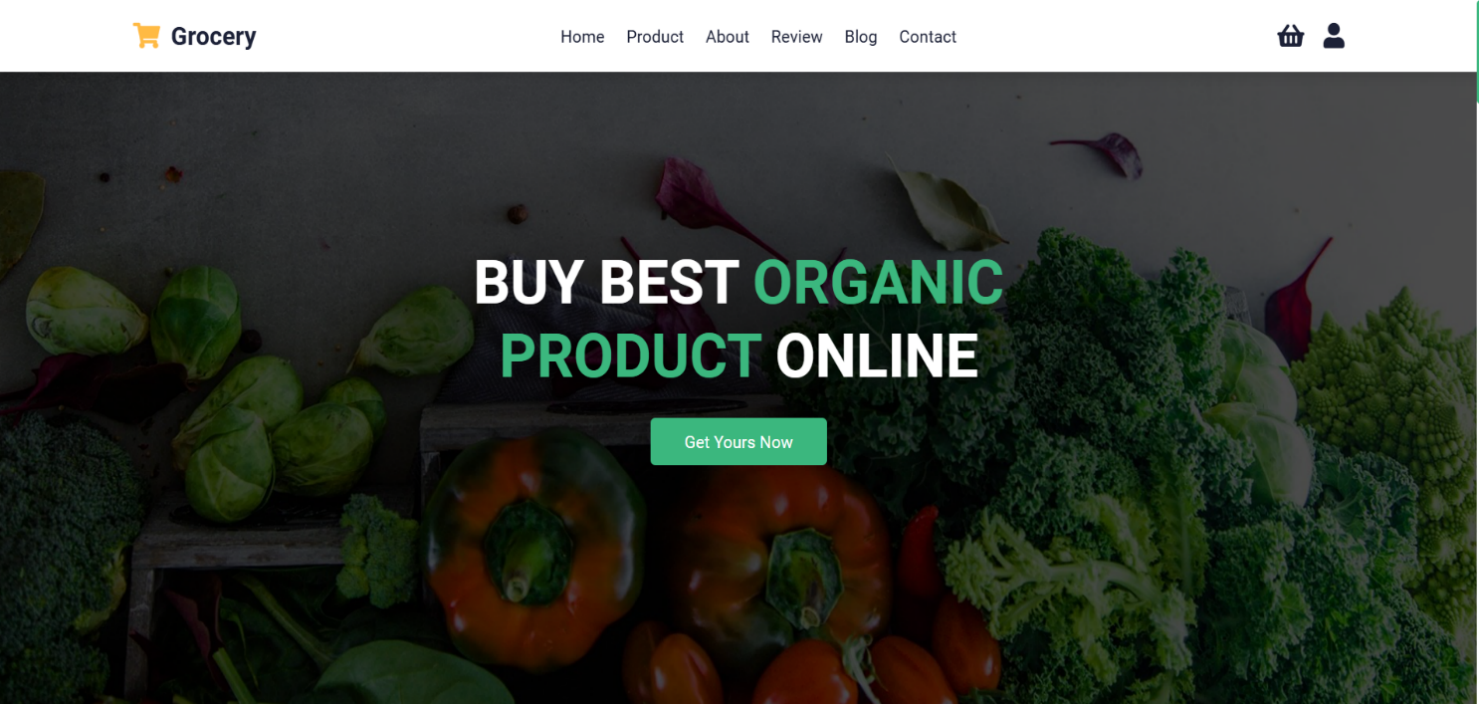 Grocery
Home Product About Review Blog Contact
BUY BEST ORGANIC
PRODUCT ONLINE
Get Yours Now